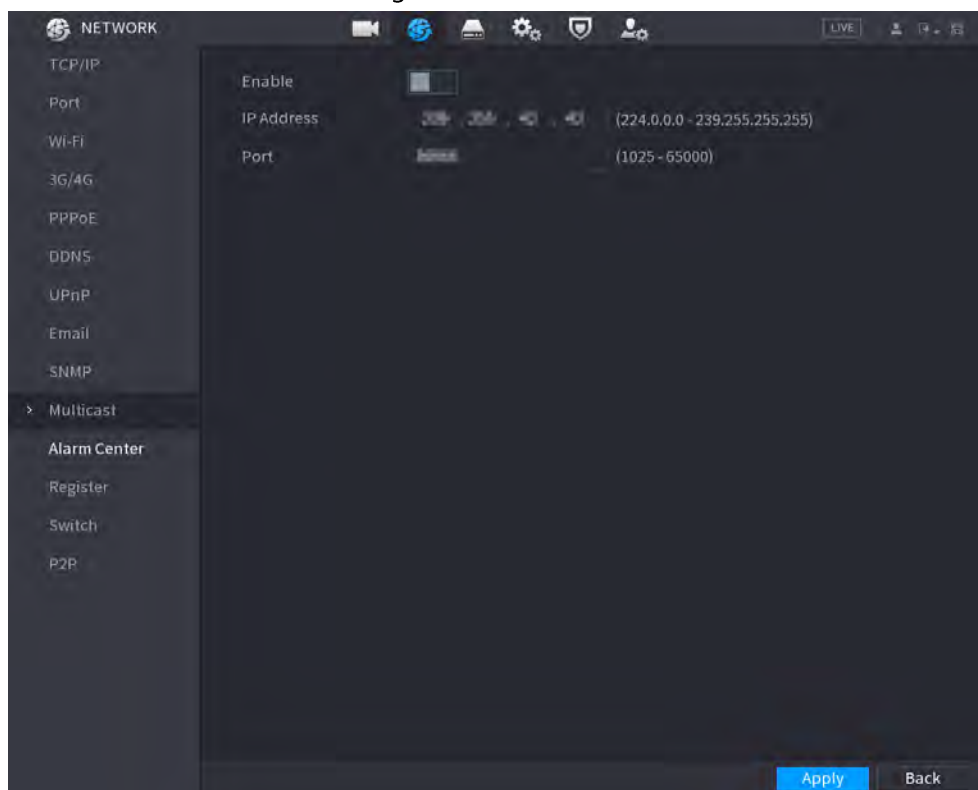 NETWORK
LIVE
TCP/IP
Port
Wi-Fi
3G/4G
PPPoE
DDNS
UPnP
Email
SNMP
> Multicast
Alarm Center
Register
Switch
P2P
Enable
IP Address (224.0.0.0 - 239.255.255.255)
Port (1025 - 65000)
Apply Back